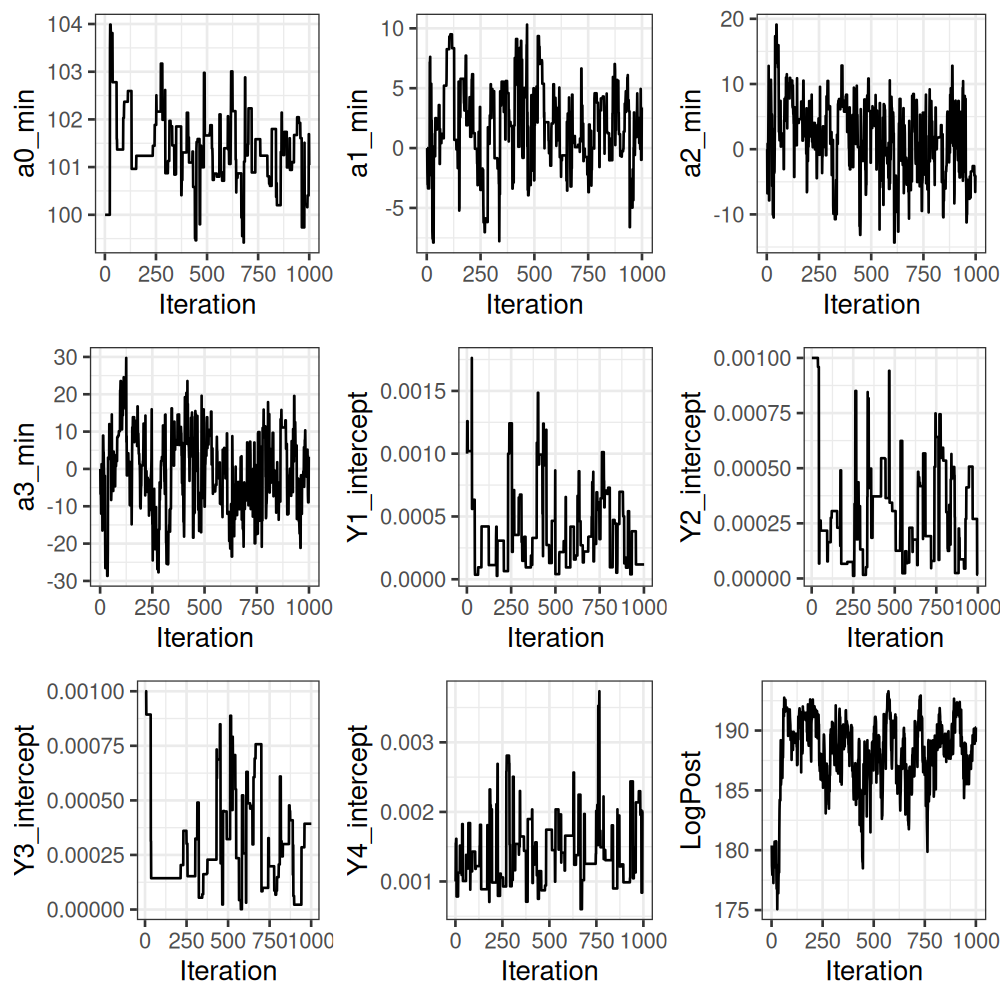 a0_min
104
103
102
101
100
0 250 500 750 1000
Iteration
a1_min
10
5
0
-5
0 250 500 750 1000
Iteration
a2_min
20
10
0
-10
0 250 500 750 1000
Iteration
a3_min
30
20
10
0
-10
-20
-30
0 250 500 750 1000
Iteration
Y1_intercept
0.0015
0.0010
0.0005
0.0000
0 250 500 750 1000
Iteration
Y2_intercept
0.00100
0.00075
0.00050
0.00025
0.00000
0 250 500 750 1000
Iteration
Y3_intercept
0.00100
0.00075
0.00050
0.00025
0.00000
0 250 500 750 1000
Iteration
Y4_intercept
0.003
0.002
0.001
0 250 500 750 1000
Iteration
LogPost
190
185
180
175
0 250 500 750 1000
Iteration